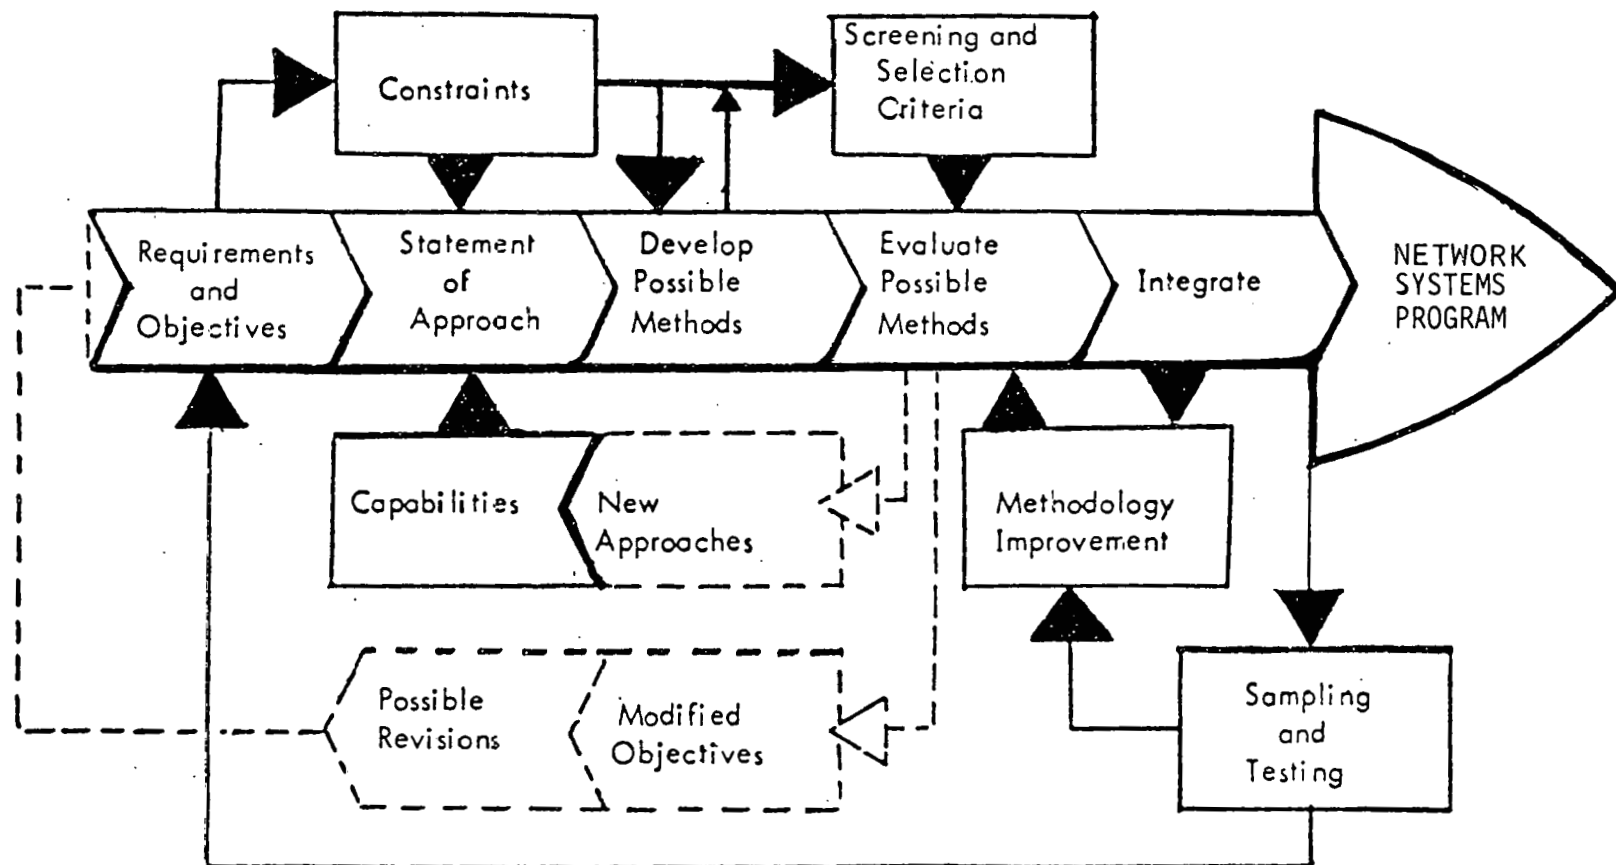 Constraints
Screening and
Selection
Criteria
Requirements
and
Objectives
Statement
of
Approach
Develop
Possible
Methods
Evaluate
Possible
Methods
Integrate
NETWORK
SYSTEMS
PROGRAM
Capabilities
New
Approaches
Methodology
Improvement
Possible
Revisions
Modified
Objectives
Sampling
and
Testing